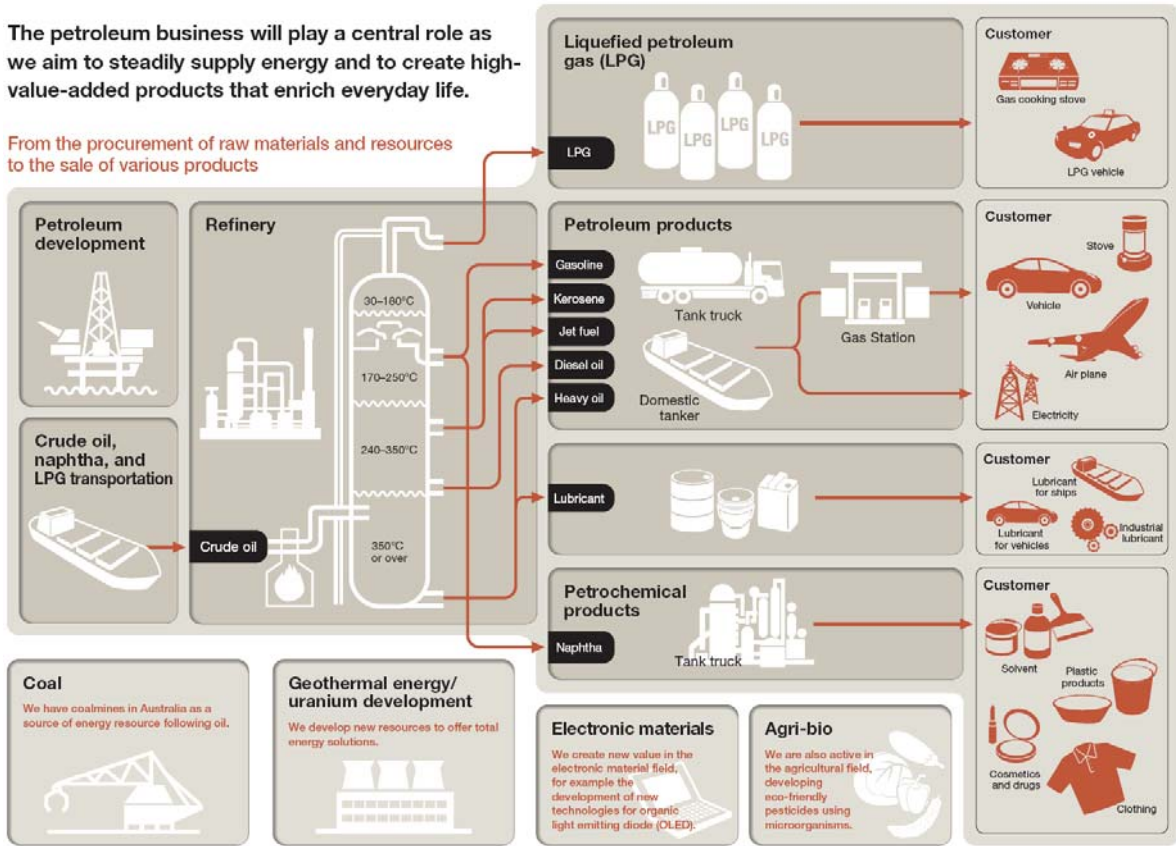 The petroleum business will play a central role as
we aim to steadily supply energy and to create high-
value-added products that enrich everyday life.
From the procurement of raw materials and resources
to the sale of various products
Petroleum
development
Crude oil,
naphtha, and
LPG transportation
Refinery
30–180°C
170–250°C
240–350°C
350°C
or over
Crude oil
Liquefied petroleum
gas (LPG)
LPG
LPG
LPG
LPG
LPG
Customer
Gas cooking stove
LPG vehicle
Petroleum products
Gasoline
Kerosene
Jet fuel
Diesel oil
Heavy oil
Tank truck
Domestic
tanker
Gas Station
Customer
Stove
Vehicle
Air plane
Electricity
Lubricant
Customer
Lubricant
for ships
Lubricant
for vehicles
Industrial
lubricant
Petrochemical
products
Naphtha
Tank truck
Customer
Solvent
Plastic
products
Cosmetics
and drugs
Clothing
Coal
We have coalmines in Australia as a
source of energy resource following oil.
Geothermal energy/
uranium development
We develop new resources to offer total
energy solutions.
Electronic materials
We create new value in the
electronic material field,
for example the
development of new
technologies for organic
light emitting diode (OLED).
Agri-bio
We are also active in
the agricultural field,
developing
eco-friendly
pesticides using
microorganisms.